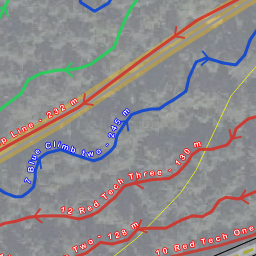 p Line - 232 m
7 Blue Climb two - 245 m
12 Red Tech Three - 130 m
Two - 128 m
10 Red Tech One